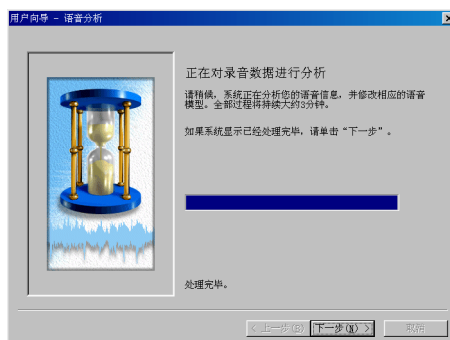 用户向导 - 语音分析
正在对录音数据进行分析
请稍候，系统正在分析您的语音信息，并修改相应的语音
模型。全部过程将持续大约3分钟。
如果系统显示已经处理完毕，请单击“下一步”。
处理完毕。
< 上一步(B) 下一步(N) > 取消